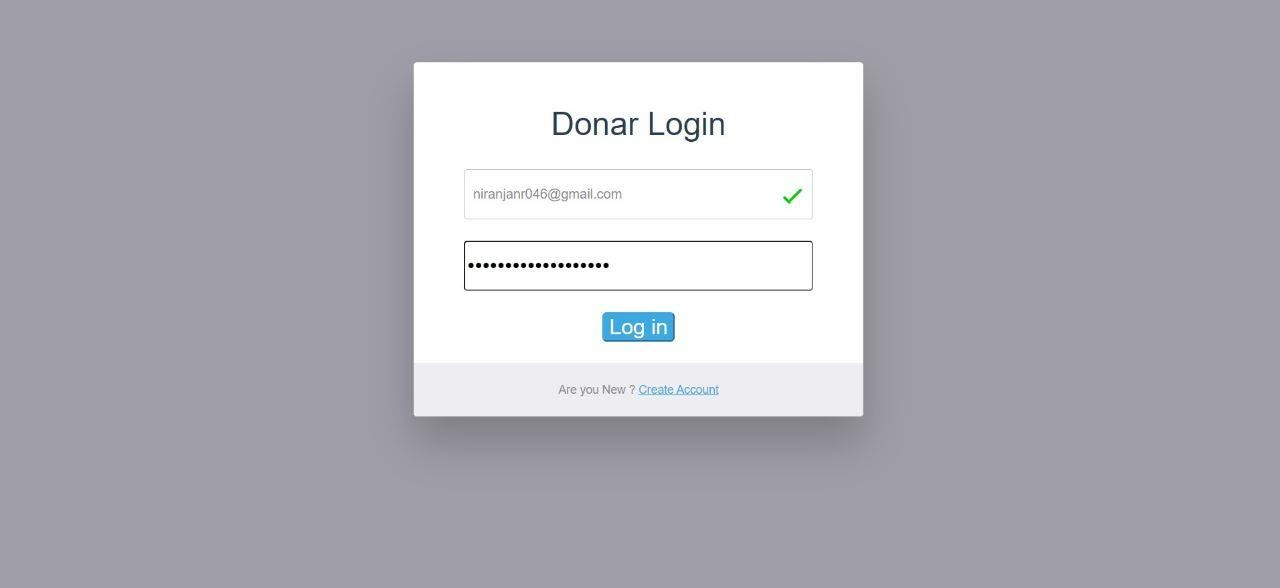 Donar Login
niranjanr046@gmail.com
•••••••••••••••••••
Log in
Are you New ? Create Account